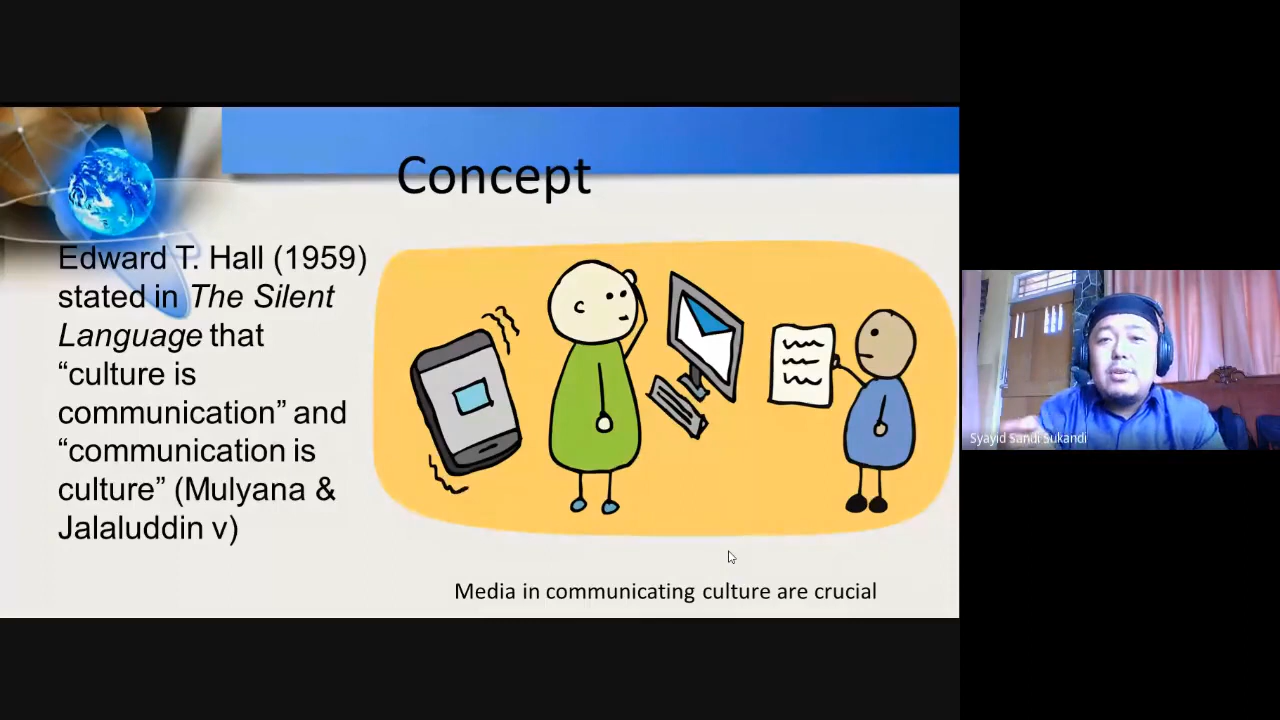 Concept
Edward T. Hall (1959)
stated in The Silent
Language that
“culture is
communication” and
“communication is
culture” (Mulyana &
Jalaluddin v)
Media in communicating culture are crucial
Syayid Sandi Sukandi